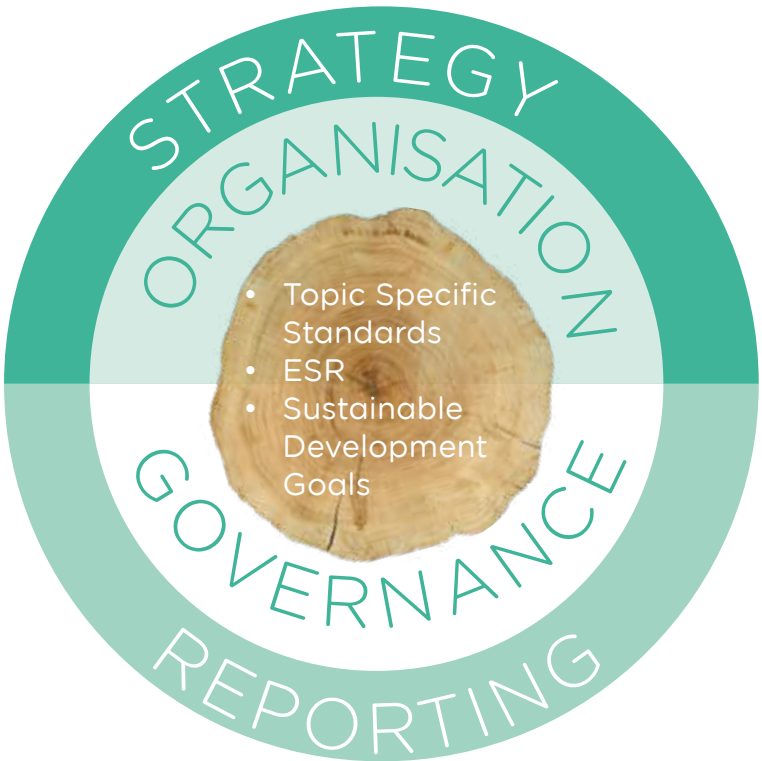 STRATEGY
ORGANISATION
• Topic Specific
Standards
• ESR
• Sustainable
Development
Goals
GOVERNANCE
REPORTING